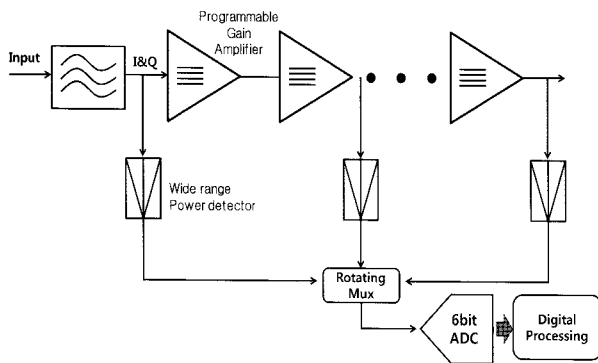 Programmable
Gain
Amplifier
Input
I&Q
Wide range
Power detector
Rotating
Mux
6bit
ADC
Digital
Processing